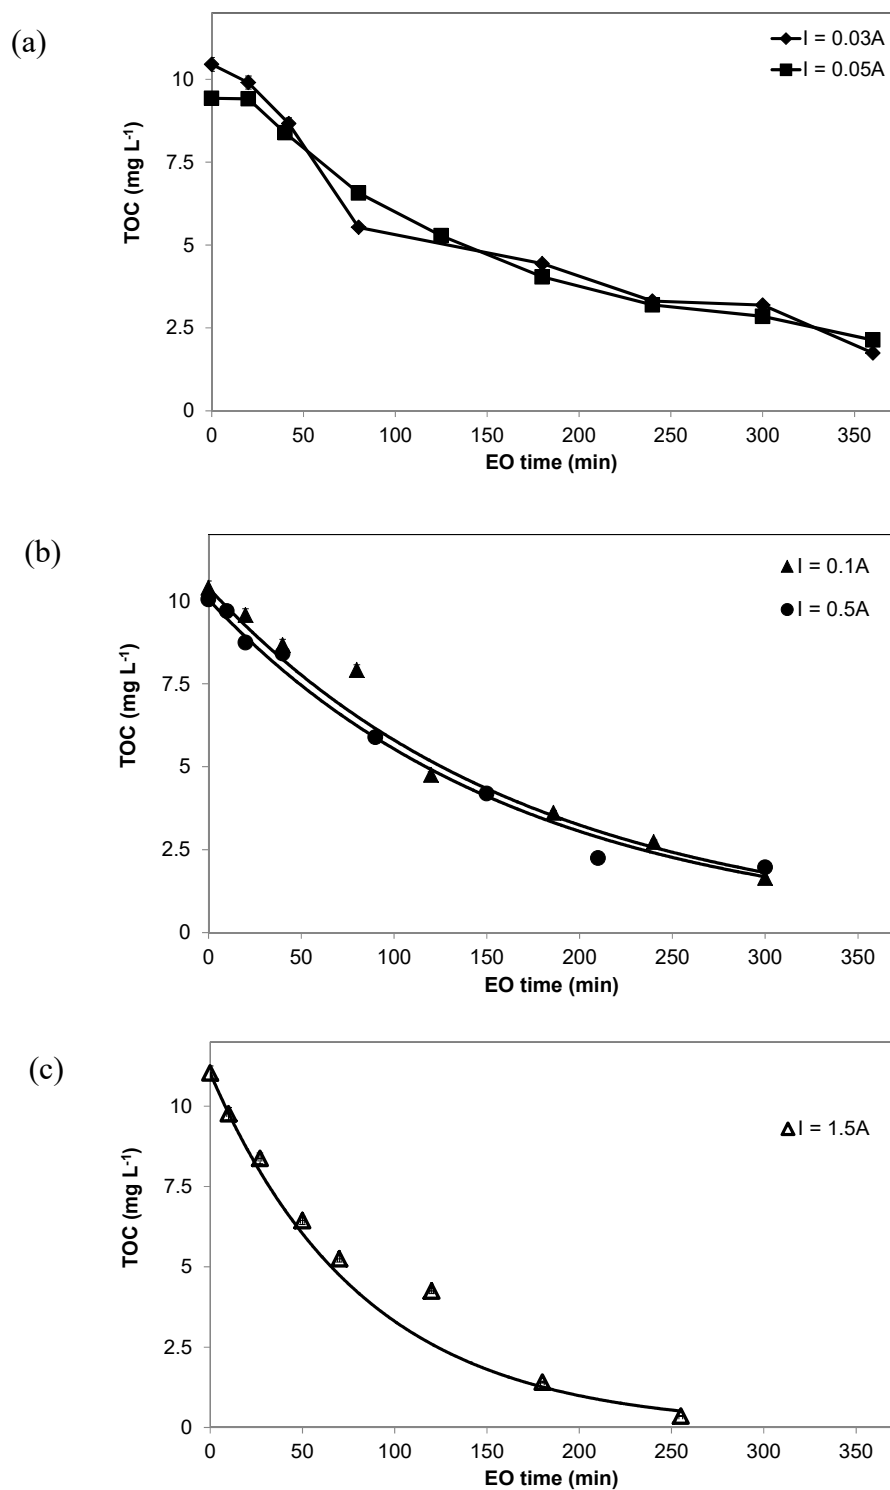 (a)
I = 0.03A
I = 0.05A
10
7.5
5
2.5
0
TOC (mg L-1)
0 50 100 150 200 250 300 350
EO time (min)
(b)
I = 0.1A
I = 0.5A
10
7.5
5
2.5
0
TOC (mg L-1)
0 50 100 150 200 250 300 350
EO time (min)
(c)
I = 1.5A
10
7.5
5
2.5
0
TOC (mg L-1)
0 50 100 150 200 250 300 350
EO time (min)